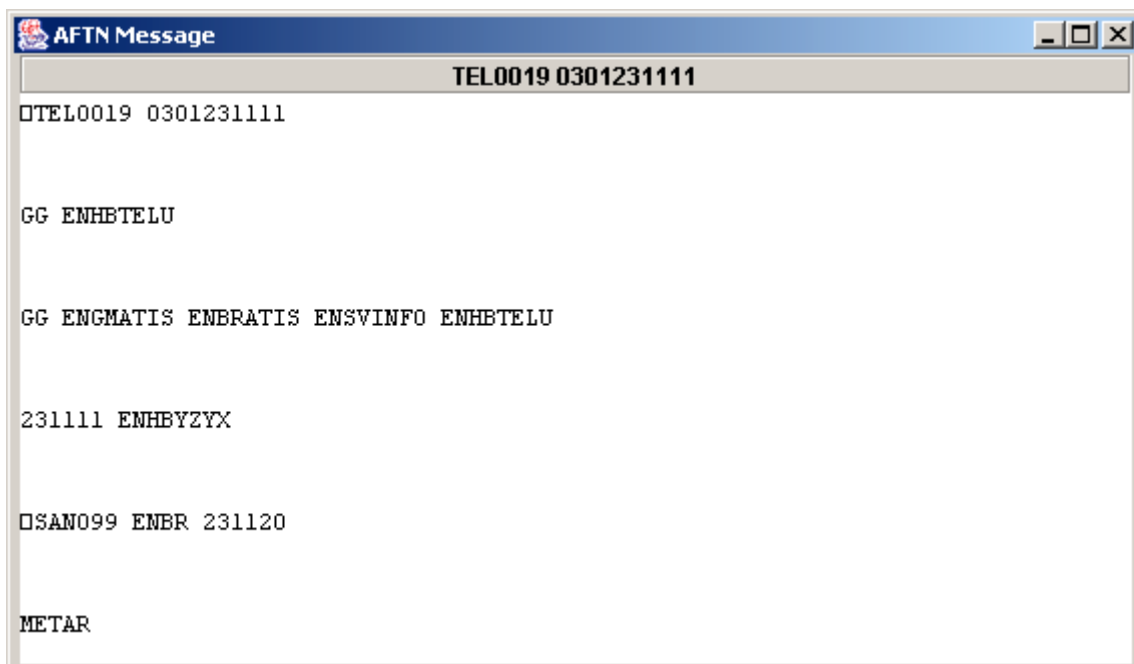 AFTN Message
TEL0019 0301231111
TEL0019 0301231111
GG ENHBTELU
GG ENGMATIS ENBRATIS ENSVINFO ENHBTELU
231111 ENHBYZYX
SAN099 ENBR 231120
METAR